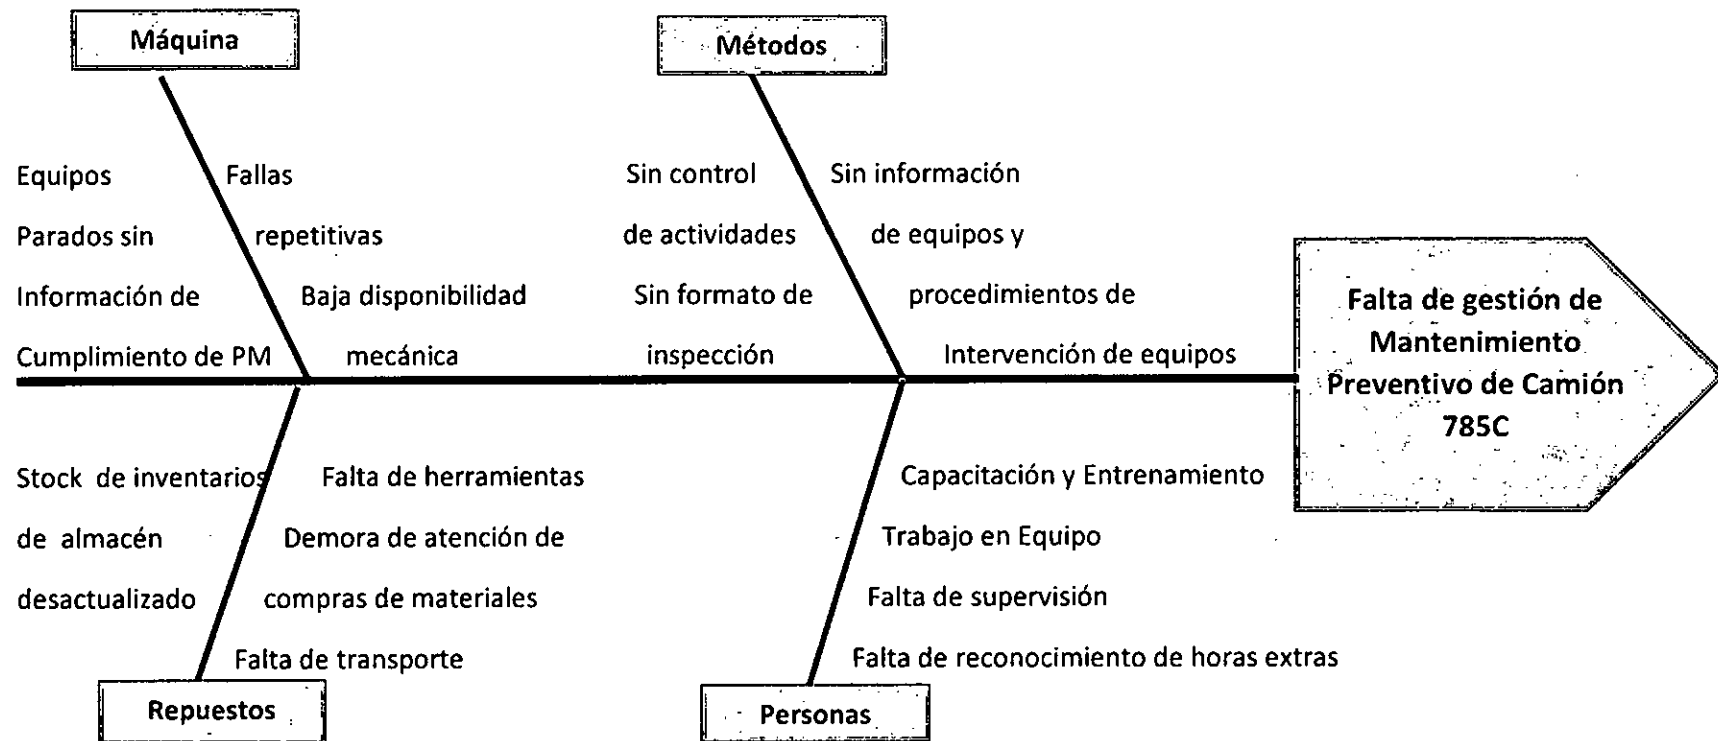 Máquina
Métodos
Equipos
Parados sin
Información de
Cumplimiento de PM
Fallas
repetitivas
Baja disponibilidad
mecánica
Sin control
de actividades
Sin formato de
inspección
Sin información
de equipos y
procedimientos de
Intervención de equipos
Falta de gestión de
Mantenimiento
Preventivo de Camión
785C
Stock de inventarios
de almacén
desactualizado
Falta de herramientas
Demora de atención de
compras de materiales
Falta de transporte
Capacitación y Entrenamiento
Trabajo en Equipo
Falta de supervisión
Falta de reconocimiento de horas extras
Repuestos
Personas